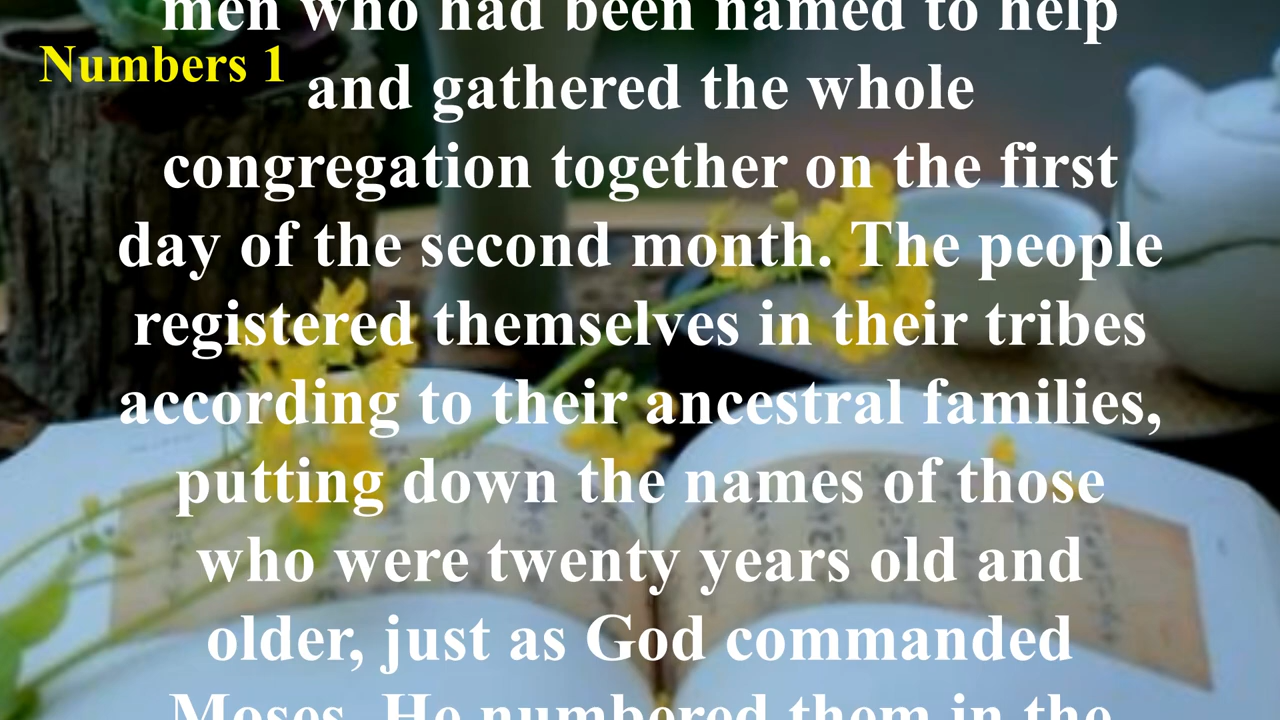 men who had been named to help
Numbers 1
and gathered the whole
congregation together on the first
day of the second month. The people
registered themselves in their tribes
according to their ancestral families,
putting down the names of those
who were twenty years old and
older, just as God commanded
Moses. He numbered them in the